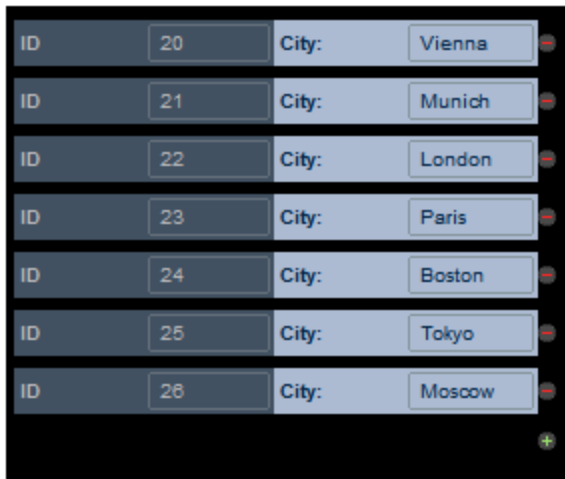 ID 20 City: Vienna
ID 21 City: Munich
ID 22 City: London
ID 23 City: Paris
ID 24 City: Boston
ID 25 City: Tokyo
ID 26 City: Moscow